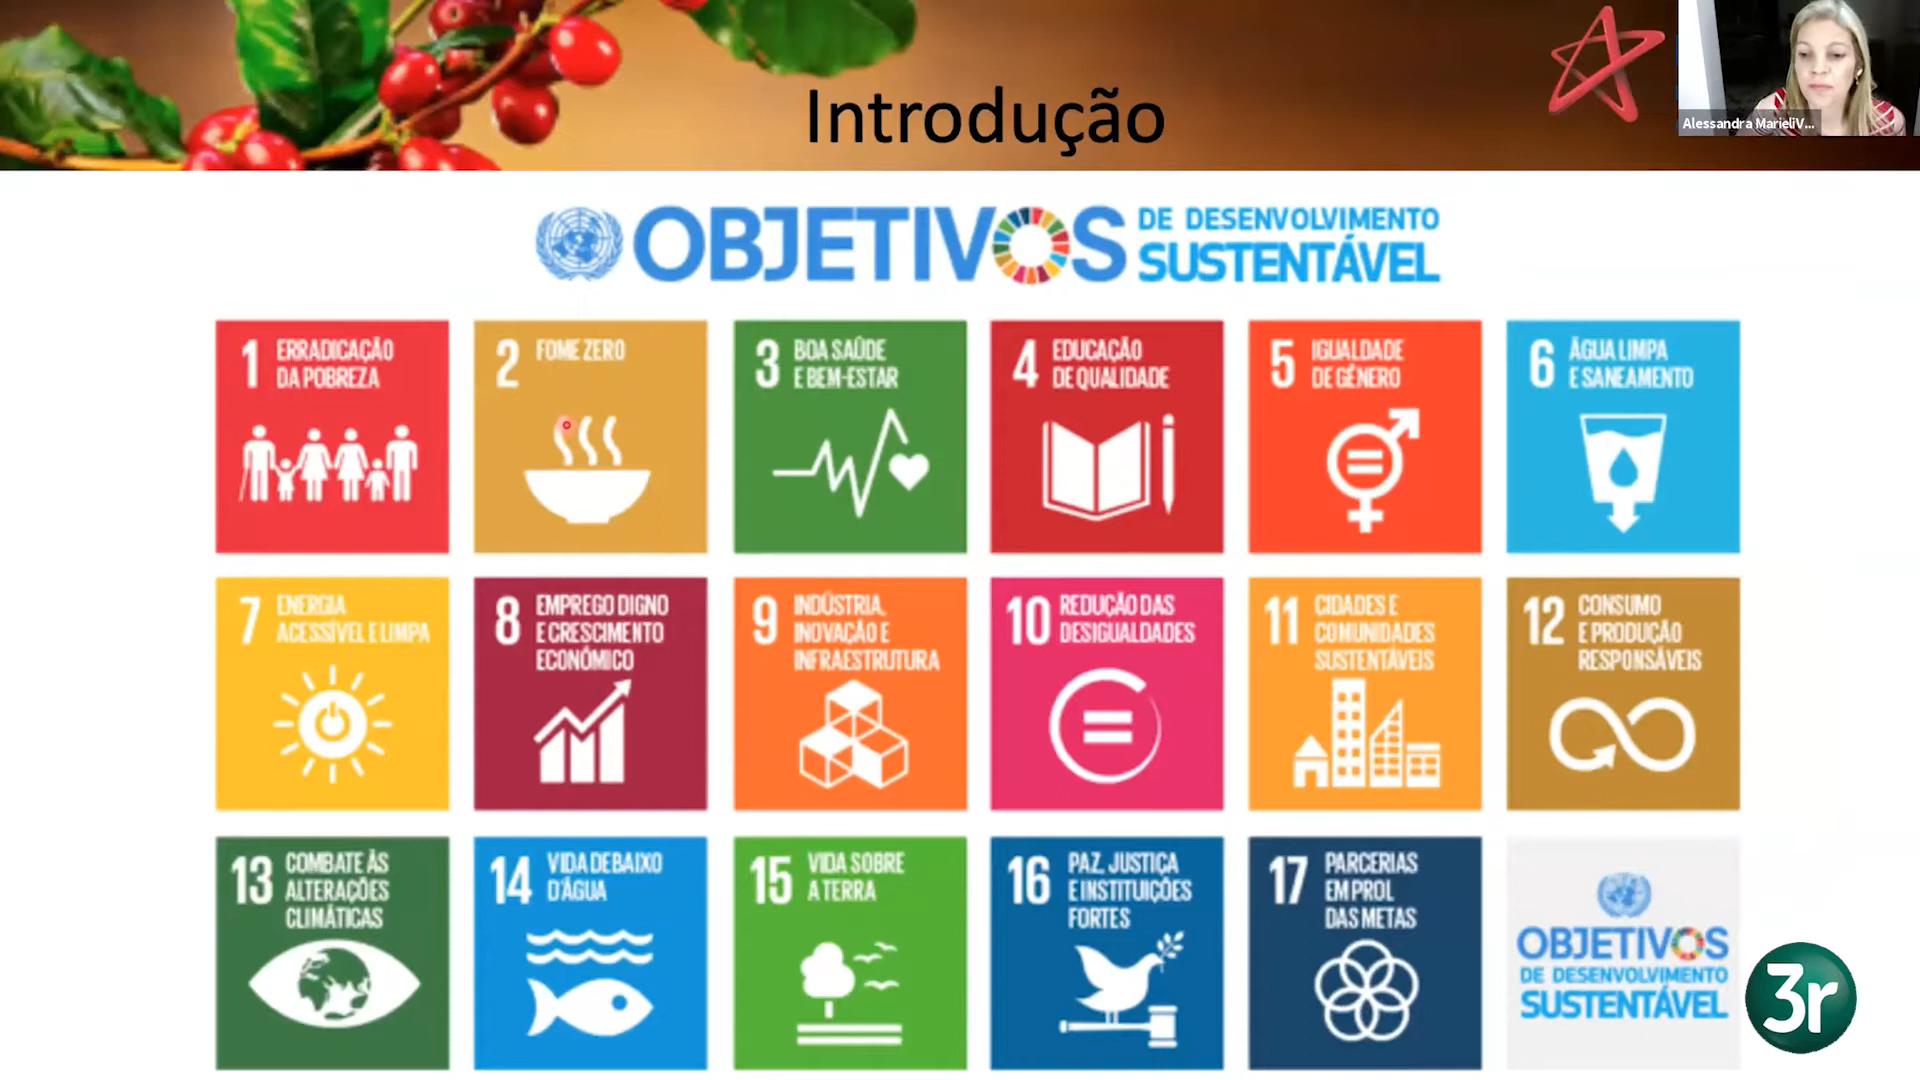 Introdução
Alessandra MarieliV...
OBJETIVOS DE DESENVOLVIMENTO
SUSTENTÁVEL
1 ERRADICAÇÃO
DA POBREZA
2 FOME ZERO
3 BOA SAÚDE
E BEM-ESTAR
4 EDUCAÇÃO
DE QUALIDADE
5 IGUALDADE
DE GÊNERO
6 ÁGUA LIMPA
E SANEAMENTO
7 ENERGIA
ACESSÍVEL E LIMPA
8 EMPREGO DIGNO
E CRESCIMENTO
ECONÔMICO
9 INDÚSTRIA,
INOVAÇÃO E
INFRAESTRUTURA
10 REDUÇÃO DAS
DESIGUALDADES
11 CIDADES E
COMUNIDADES
SUSTENTÁVEIS
12 CONSUMO
E PRODUÇÃO
RESPONSÁVEIS
13 COMBATE ÀS
ALTERAÇÕES
CLIMÁTICAS
14 VIDA DEBAIXO
D'ÁGUA
15 VIDA SOBRE
A TERRA
16 PAZ, JUSTIÇA
E INSTITUIÇÕES
FORTES
17 PARCERIAS
EM PROL
DAS METAS
OBJETIVOS
DE DESENVOLVIMENTO
SUSTENTÁVEL
3r